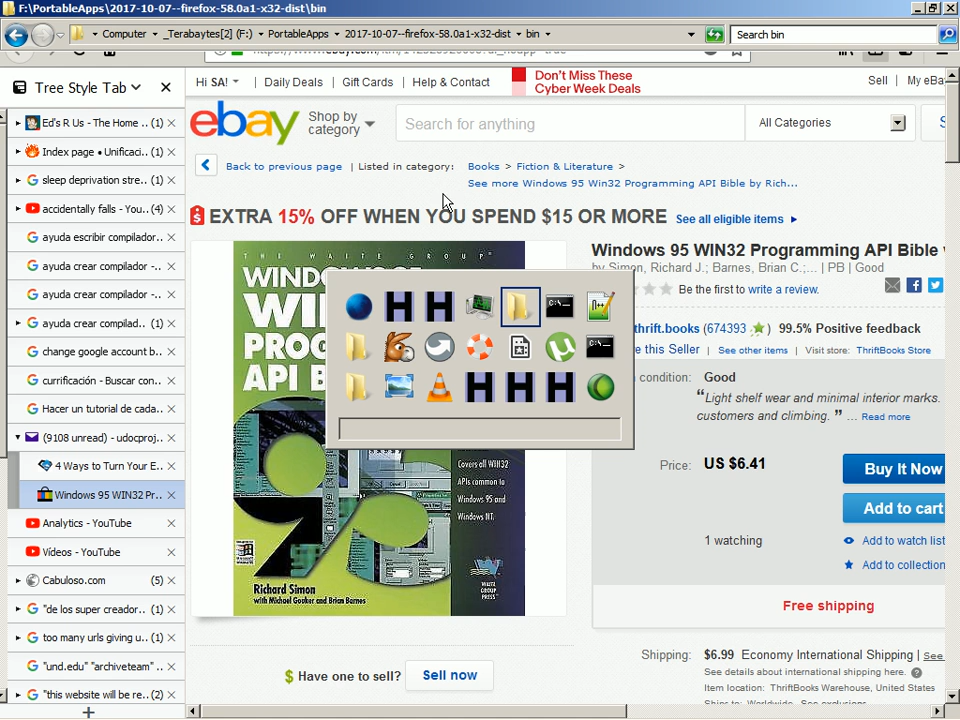 F:\PortableApps\2017-10-07--firefox-58.0a1-x32-dist\bin
Computer
_Terabaytes[2] (F:)
PortableApps
2017-10-07--firefox-58.0a1-x32-dist
bin
Search bin
Tree Style Tab
Hi SA!
Daily Deals
Gift Cards
Help & Contact
Don't Miss These
Cyber Week Deals
Sell
My eBa
Ed's R Us - The Home .. (1)
Index page • Unificaci.. (1)
sleep deprivation stre.. (1)
accidentally falls - You.. (4)
ayuda escribir compilador..
ayuda crear compilador -..
ayuda crear compilador -..
ayuda crear compilad.. (1)
change google account b..
currificación - Buscar con..
Hacer un tutorial de cada..
(9108 unread) - udocproj..
4 Ways to Turn Your E..
Windows 95 WIN32 Pr..
Analytics - YouTube
Vídeos - YouTube
Cabuloso.com (5)
"de los super creador.. (1)
too many urls giving u.. (1)
"und.edu" "archiveteam" ..
"this website will be re.. (2)
ebay
Shop by
category
Search for anything
All Categories
S
Back to previous page | Listed in category:
Books > Fiction & Literature >
See more Windows 95 Win32 Programming API Bible by Rich...
EXTRA 15% OFF WHEN YOU SPEND $15 OR MORE
See all eligible items
THE WAITE GROUP®
WINDOWS 95
WI
PROG
API B
Covers all WIN32
APIs common to
Windows 95 and
Windows NT.
Richard Simon
with Michael Gouker and Brian Barnes
WAITE
GROUP
PRESS
Windows 95 WIN32 Programming API Bible
by Simon, Richard J.; Barnes, Brian C.;... | PB | Good
Be the first to write a review.
thrift.books (674393 ) 99.5% Positive feedback
e this Seller | See other items | Visit store: ThriftBooks Store
condition: Good
“Light shelf wear and minimal interior marks.
customers and climbing. ” ... Read more
Price: US $6.41
Buy It Now
Add to cart
1 watching
Add to watch list
Add to collection
Free shipping
Shipping: $6.99 Economy International Shipping | See
See details about international shipping here.
Item location: ThriftBooks Warehouse, United States
Have one to sell?
Sell now